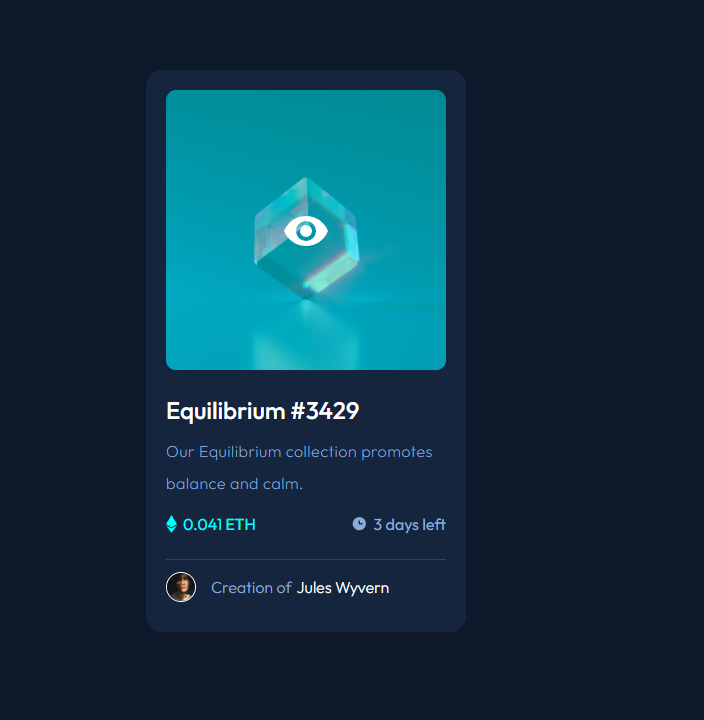 Equilibrium #3429
Our Equilibrium collection promotes
balance and calm.
0.041 ETH
3 days left
Creation of Jules Wyvern